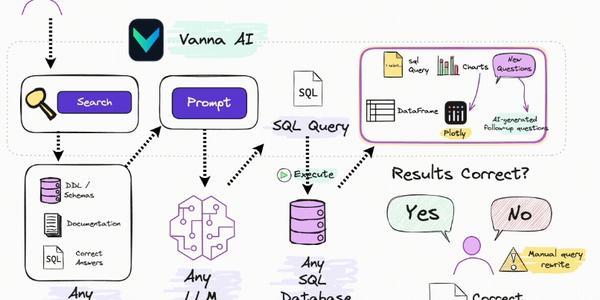 Vanna AI
Search
Prompt
SQL
SQL Query
sql
Query
Charts
New
Questions
DataFrame
Plotly
AI-generated
Follow-up questions
DDL /
Schemas
Documentation
SQL
Correct
Answers
Any
Any
LLM
Execute
Any
SQL
Database
Results Correct?
Yes
No
Manual query
rewrite
Correct